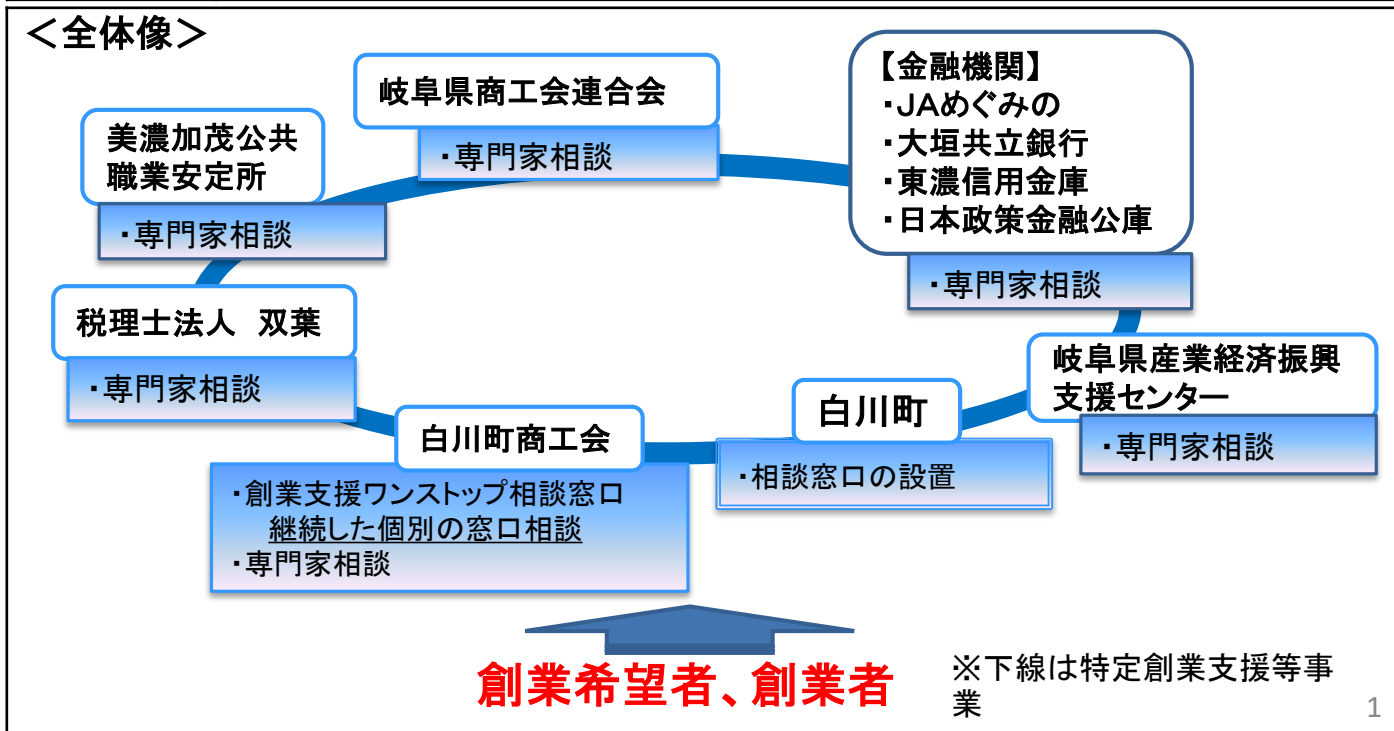 ＜全体像＞
岐阜県商工会連合会
・専門家相談
美濃加茂公共
職業安定所
・専門家相談
【金融機関】
・JAめぐみの
・大垣共立銀行
・東濃信用金庫
・日本政策金融公庫
・専門家相談
税理士法人　双葉
・専門家相談
岐阜県産業経済振興
支援センター
・専門家相談
白川町商工会
・創業支援ワンストップ相談窓口
継続した個別の窓口相談
・専門家相談
白川町
・相談窓口の設置
創業希望者、創業者
※下線は特定創業支援等事
業
1